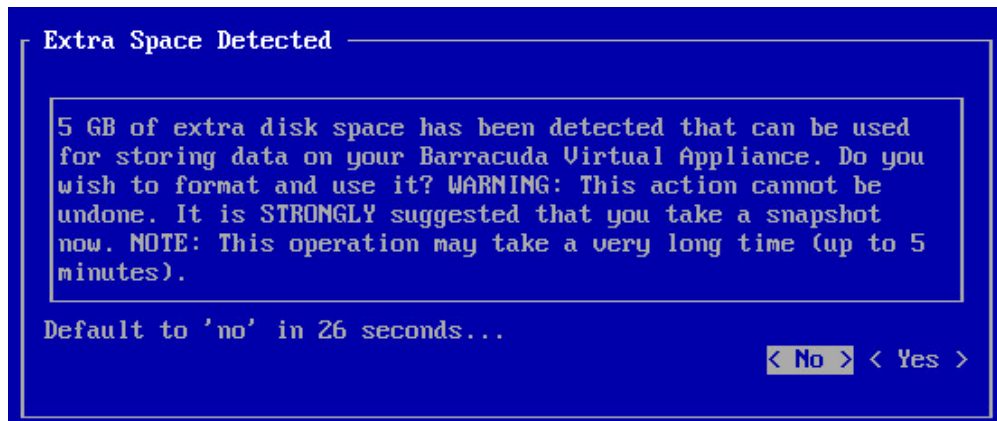 Extra Space Detected
5 GB of extra disk space has been detected that can be used
for storing data on your Barracuda Virtual Appliance. Do you
wish to format and use it? WARNING: This action cannot be
undone. It is STRONGLY suggested that you take a snapshot
now. NOTE: This operation may take a very long time (up to 5
minutes).
Default to 'no' in 26 seconds...
< No > < Yes >